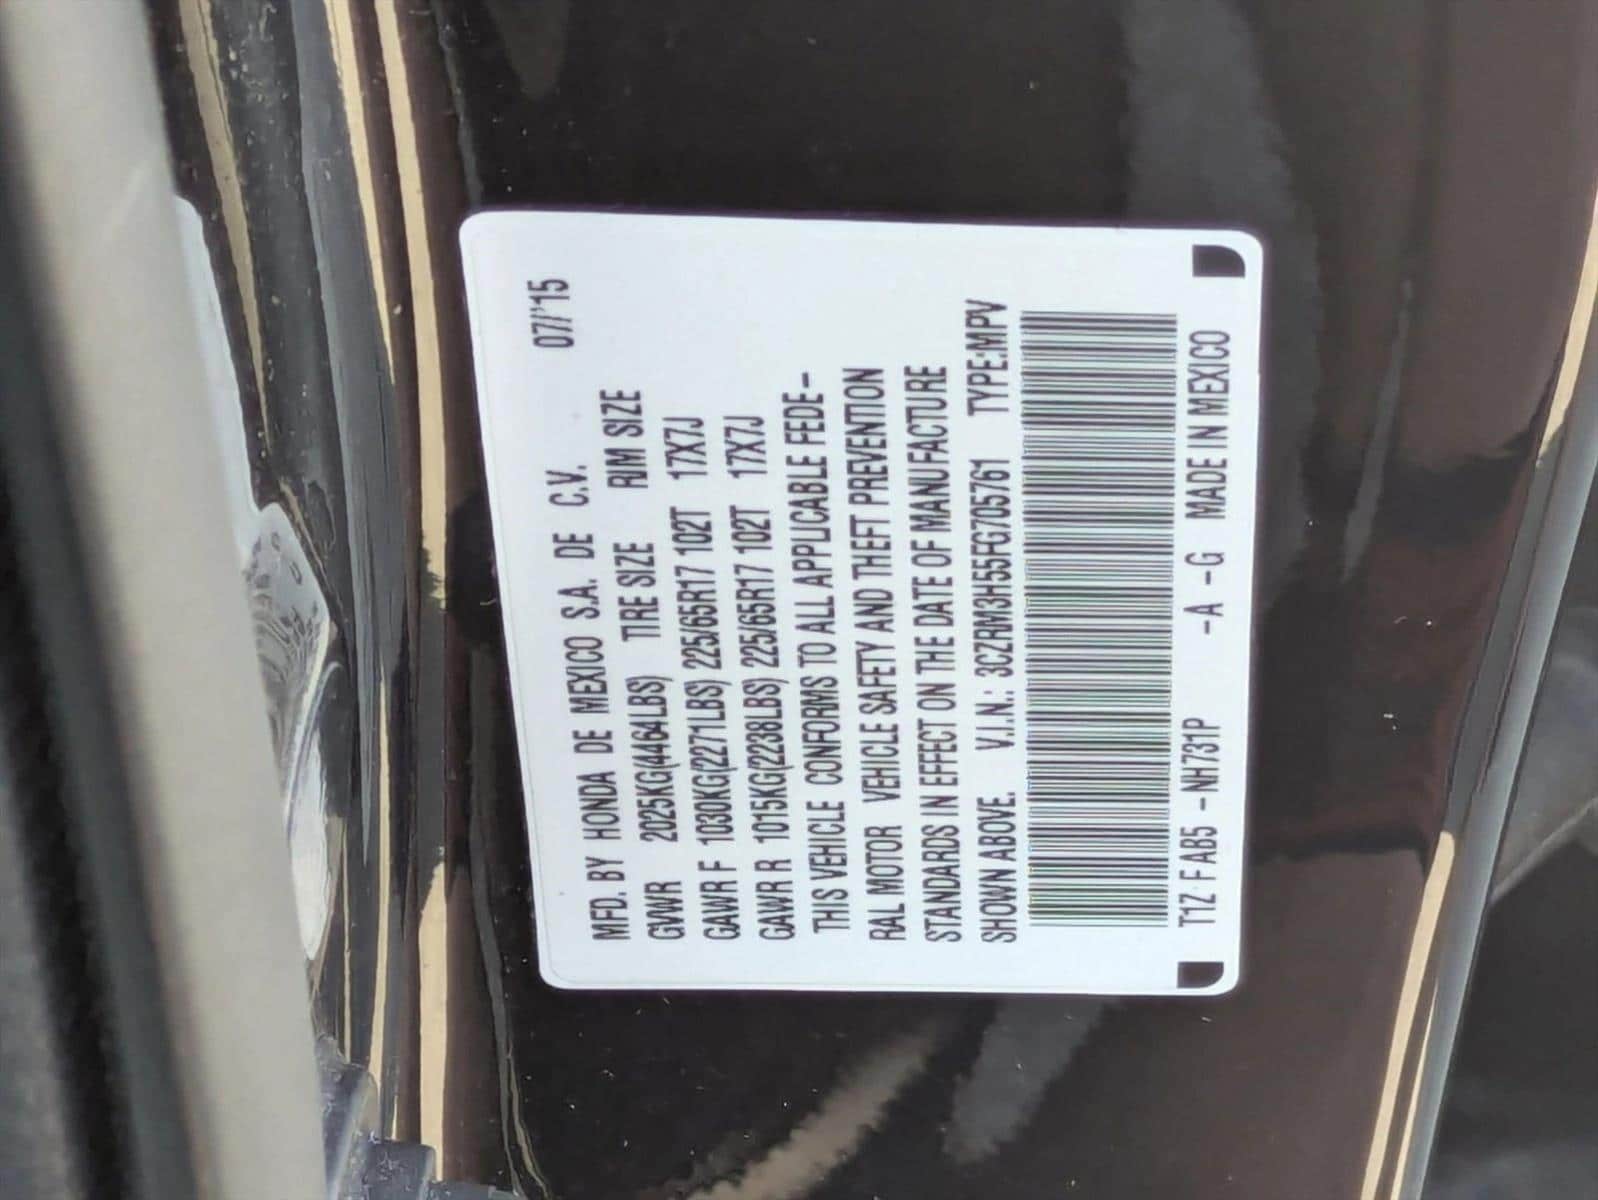 07/'15
MFD. BY HONDA DE MEXICO S.A. DE C.V.
GVWR 2025KG(4464LBS) TIRE SIZE RIM SIZE
GAWR F 1030KG(2271LBS) 225/65R17 102T 17X7J
GAWR R 1015KG(2238LBS) 225/65R17 102T 17X7J
THIS VEHICLE CONFORMS TO ALL APPLICABLE FEDE-
RAL MOTOR VEHICLE SAFETY AND THEFT PREVENTION
STANDARDS IN EFFECT ON THE DATE OF MANUFACTURE
SHOWN ABOVE. V.I.N.: 3CZRM3H55FG705761 TYPE:MPV
T1Z FAB5 -NH731P -A -G MADE IN MEXICO